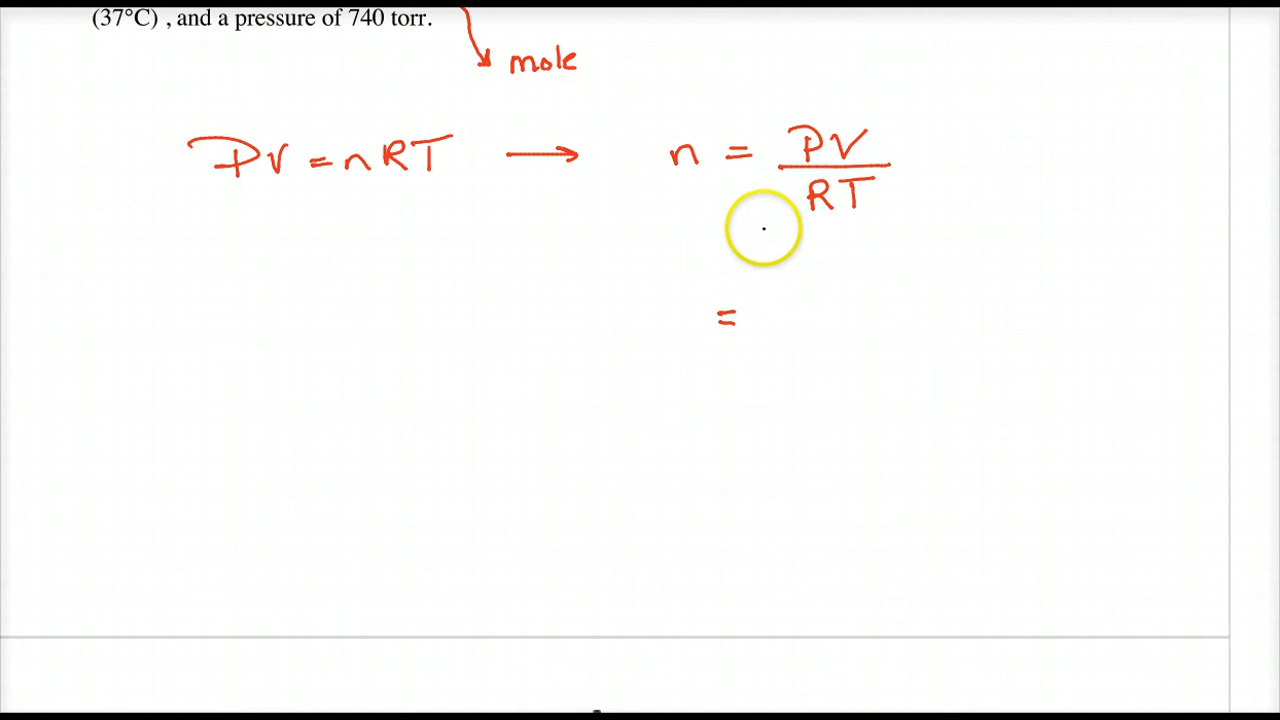 (37°C) , and a pressure of 740 torr.
mole
PV = nRT → n = PV
RT
=